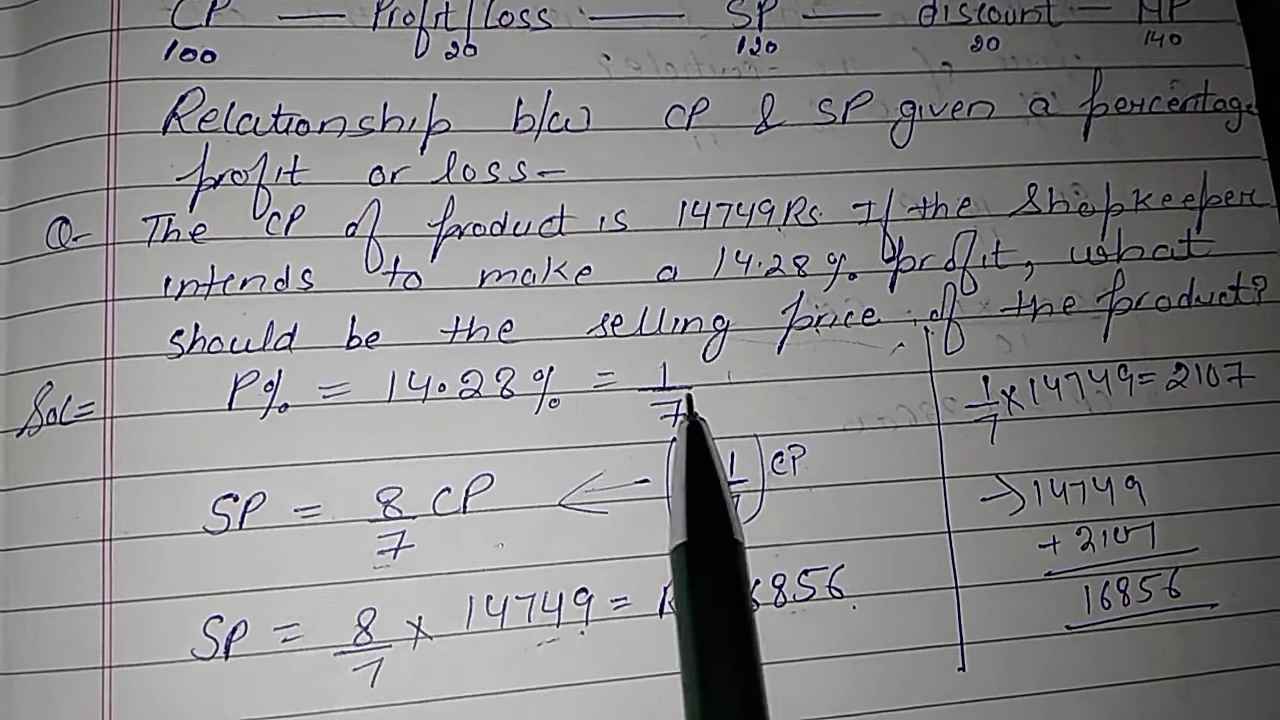 CP — Profit/loss — SP — discount — MP
100 20 120 20 140
Relationship b/w CP & SP given a percentage
profit or loss-
Q- The CP of product is 14749Rs. If the Shopkeeper
intends to make a 14.28% profit, what
should be the selling price of the product?
Sol= P% = 14.28% = 1/7
SP = 8/7 CP ← CP
SP = 8/7 × 14749 = 6856
1/7 × 14749 = 2107
→ 14749
+ 2107
16856